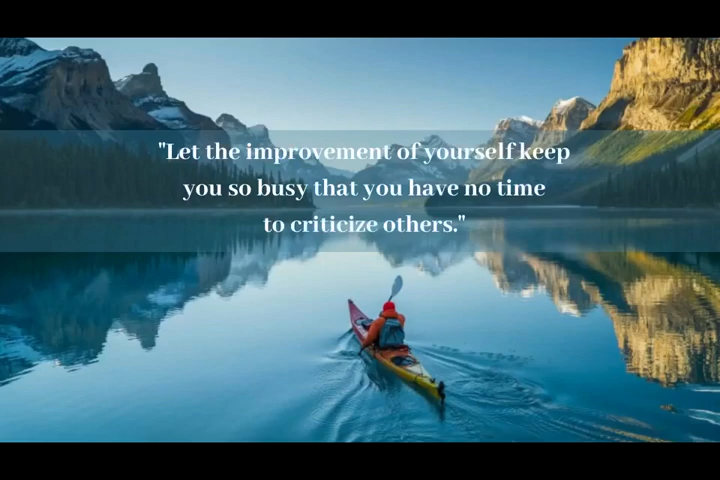 "Let the improvement of yourself keep
you so busy that you have no time
to criticize others."